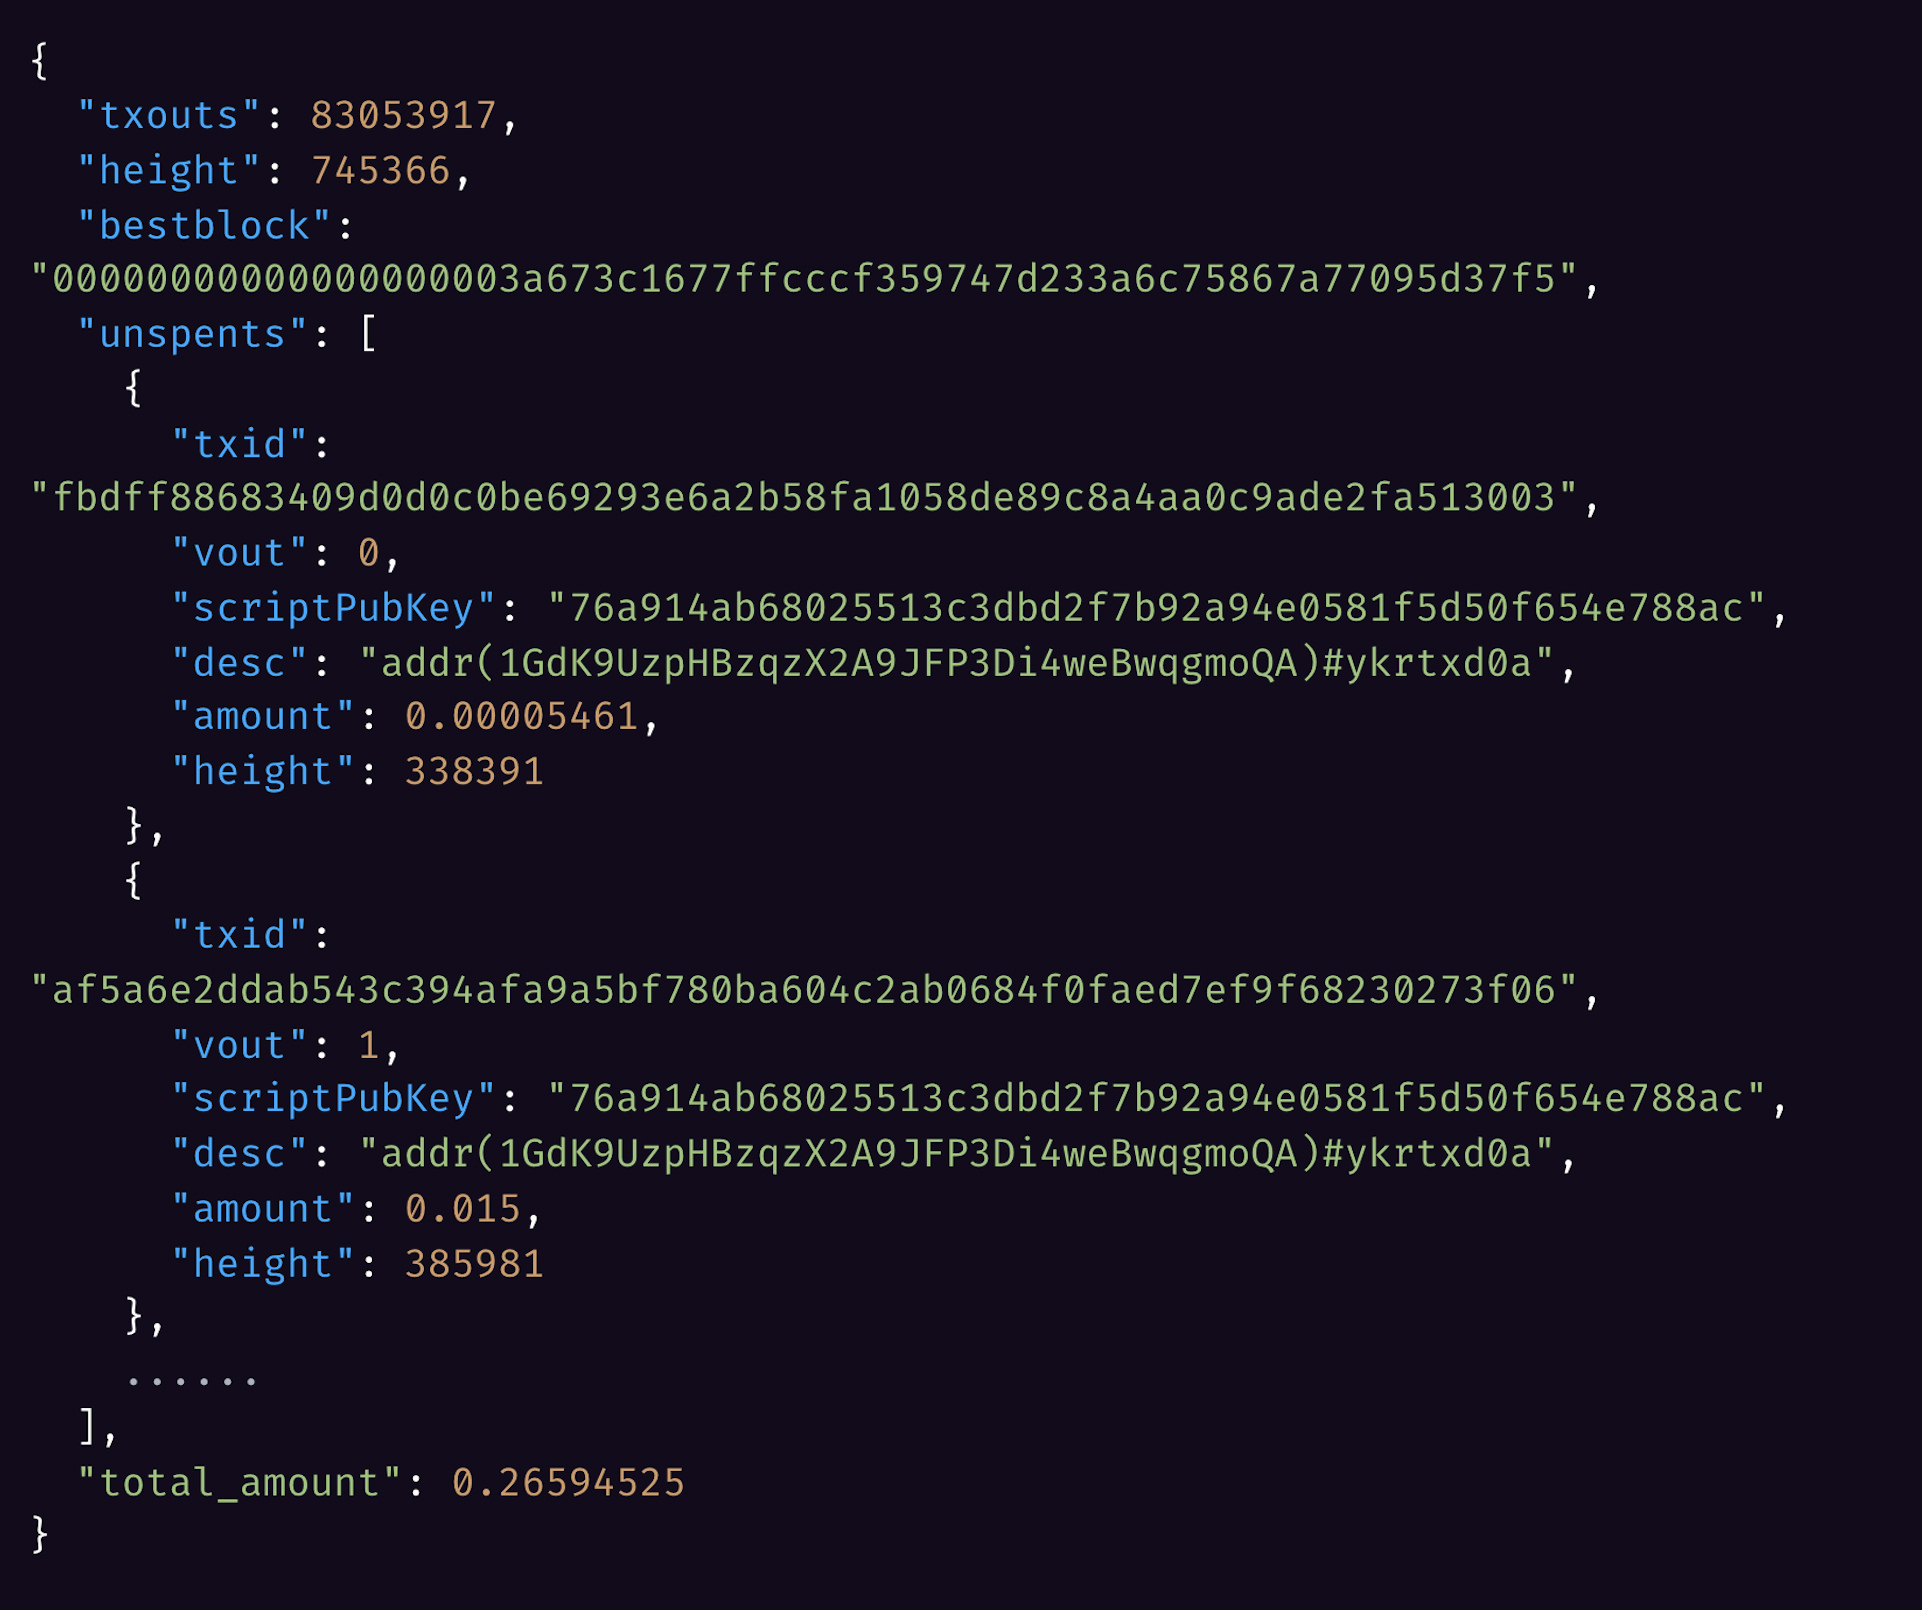 {
  "txouts": 83053917,
  "height": 745366,
  "bestblock":
"00000000000000000003a673c1677ffcccf359747d233a6c75867a77095d37f5",
  "unspents": [
    {
      "txid":
"fbdff88683409d0d0c0be69293e6a2b58fa1058de89c8a4aa0c9ade2fa513003",
      "vout": 0,
      "scriptPubKey": "76a914ab68025513c3dbd2f7b92a94e0581f5d50f654e788ac",
      "desc": "addr(1GdK9UzpHBzqzX2A9JFP3Di4weBwqgmoQA)#ykrtxd0a",
      "amount": 0.00005461,
      "height": 338391
    },
    {
      "txid":
"af5a6e2ddab543c394afa9a5bf780ba604c2ab0684f0faed7ef9f68230273f06",
      "vout": 1,
      "scriptPubKey": "76a914ab68025513c3dbd2f7b92a94e0581f5d50f654e788ac",
      "desc": "addr(1GdK9UzpHBzqzX2A9JFP3Di4weBwqgmoQA)#ykrtxd0a",
      "amount": 0.015,
      "height": 385981
    },
    ......
  ],
  "total_amount": 0.26594525
}